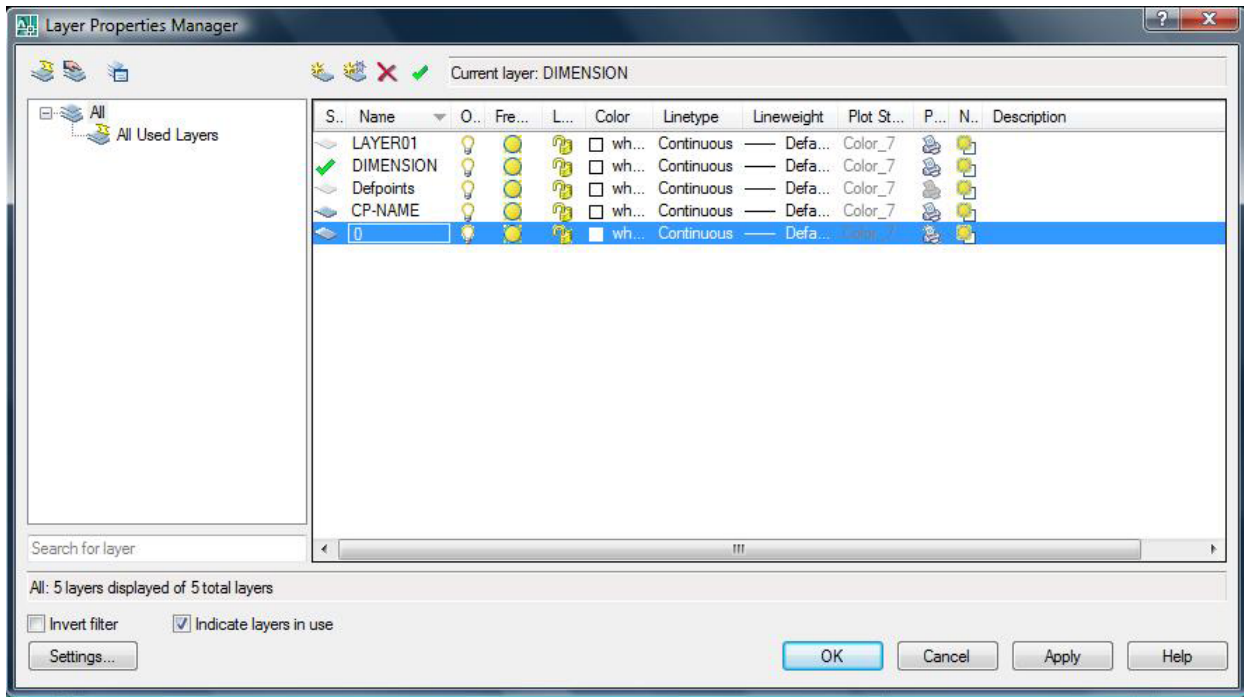 Layer Properties Manager
Current layer: DIMENSION
All
All Used Layers
S.. Name O.. Fre... L... Color Linetype Lineweight Plot St... P... N.. Description
LAYER01 wh... Continuous Defa... Color_7
DIMENSION wh... Continuous Defa... Color_7
Defpoints wh... Continuous Defa... Color_7
CP-NAME wh... Continuous Defa... Color_7
0 wh... Continuous Defa... Color_7
Search for layer
All: 5 layers displayed of 5 total layers
Invert filter Indicate layers in use
Settings... OK Cancel Apply Help